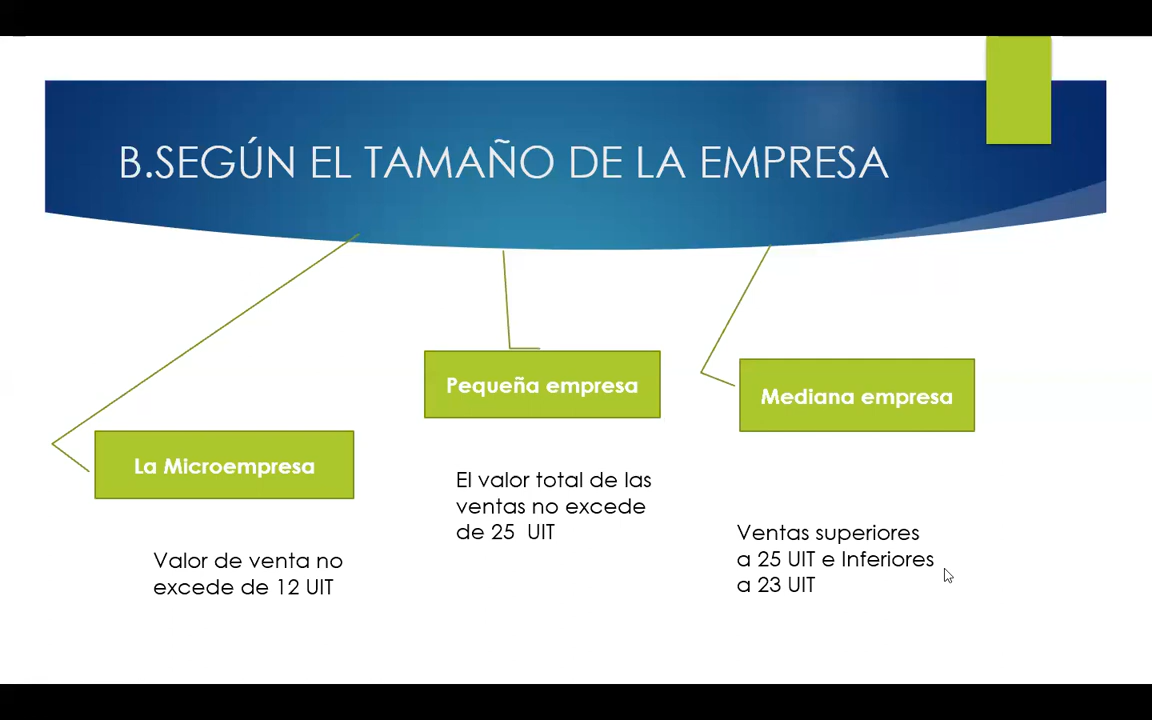 B.SEGÚN EL TAMAÑO DE LA EMPRESA
La Microempresa
Valor de venta no
excede de 12 UIT
Pequeña empresa
El valor total de las
ventas no excede
de 25 UIT
Mediana empresa
Ventas superiores
a 25 UIT e Inferiores
a 23 UIT